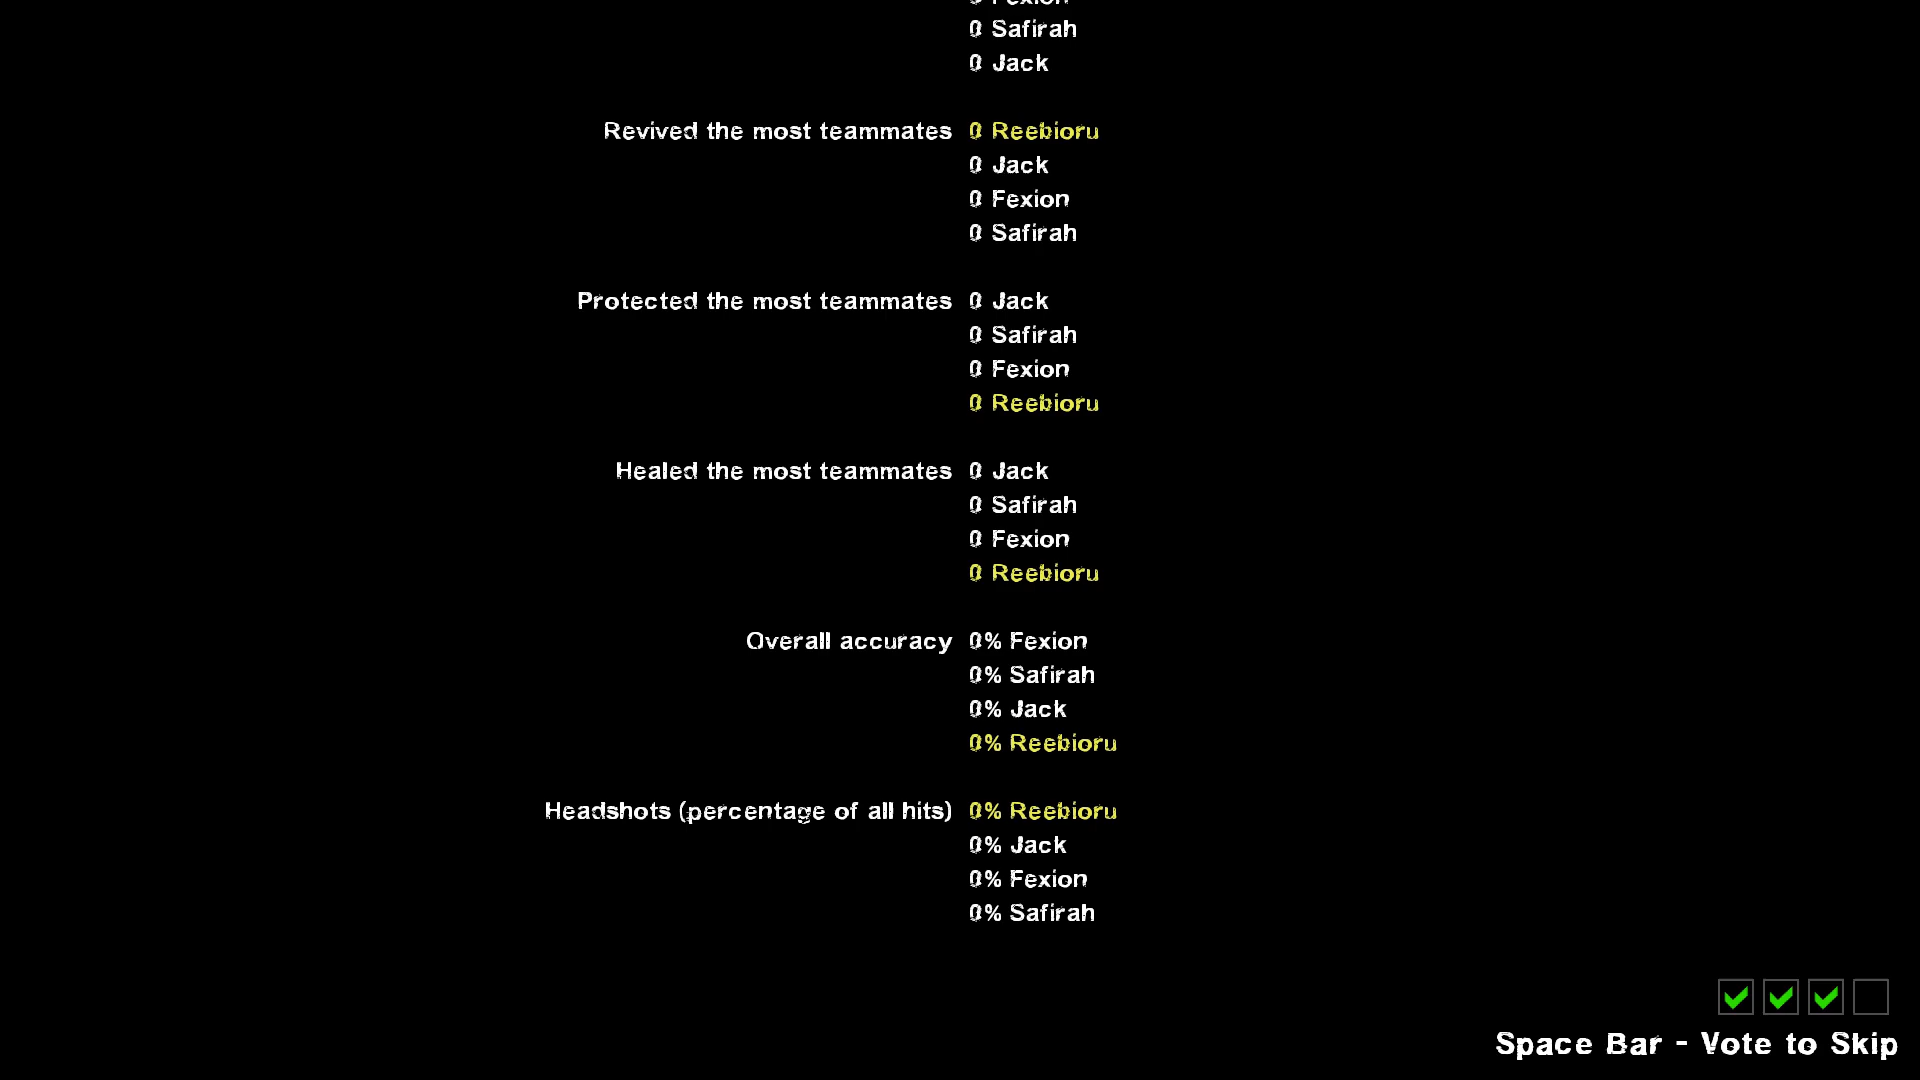 0 Fexion
0 Safirah
0 Jack
Revived the most teammates 0 Reebioru
0 Jack
0 Fexion
0 Safirah
Protected the most teammates 0 Jack
0 Safirah
0 Fexion
0 Reebioru
Healed the most teammates 0 Jack
0 Safirah
0 Fexion
0 Reebioru
Overall accuracy 0% Fexion
0% Safirah
0% Jack
0% Reebioru
Headshots (percentage of all hits) 0% Reebioru
0% Jack
0% Fexion
0% Safirah
Space Bar - Vote to Skip